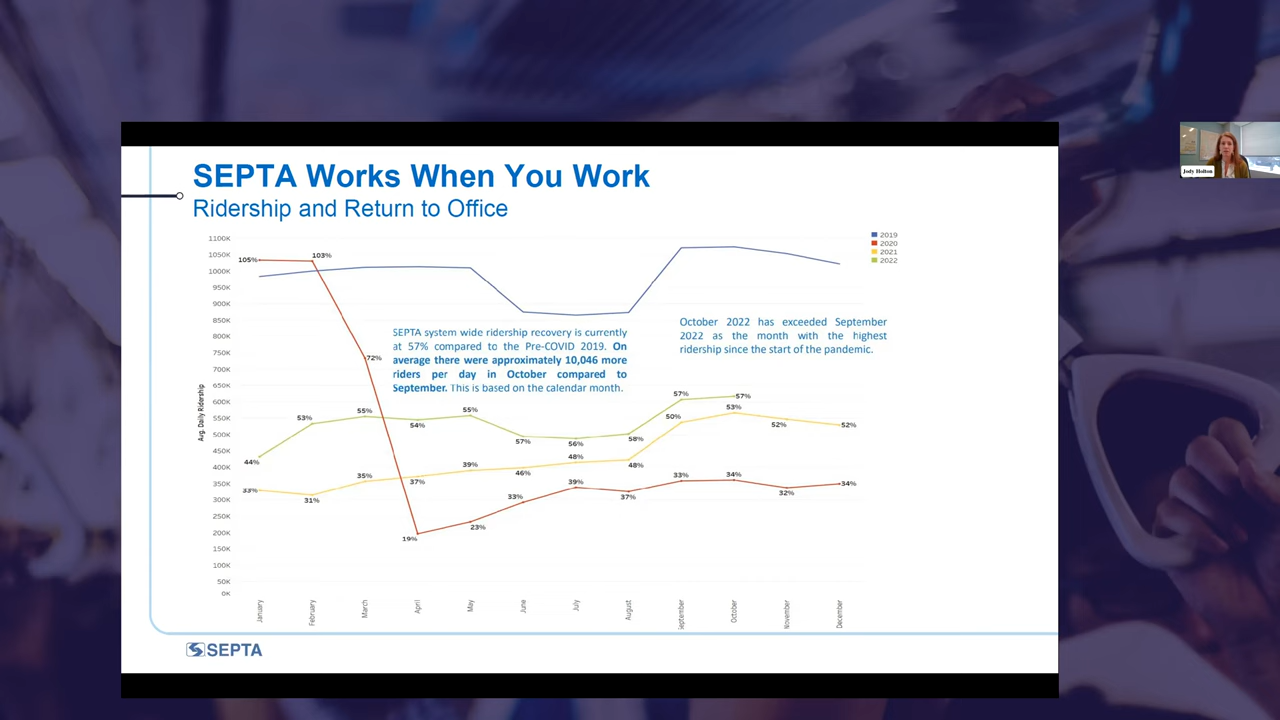 SEPTA Works When You Work
Ridership and Return to Office
Jody Holton
1100K
1050K
1000K
950K
900K
850K
800K
750K
700K
650K
600K
550K
500K
450K
400K
350K
300K
250K
200K
150K
100K
50K
0K
Avg. Daily Ridership
2019
2020
2021
2022
105%
103%
72%
19%
23%
33%
39%
37%
33%
34%
32%
34%
SEPTA system wide ridership recovery is currently
at 57% compared to the Pre-COVID 2019. On
average there were approximately 10,046 more
riders per day in October compared to
September. This is based on the calendar month.
October 2022 has exceeded September
2022 as the month with the highest
ridership since the start of the pandemic.
44%
53%
55%
54%
55%
57%
56%
58%
57%
57%
33%
31%
35%
37%
39%
46%
48%
48%
50%
53%
52%
52%
January
February
March
April
May
June
July
August
September
October
November
December
SEPTA